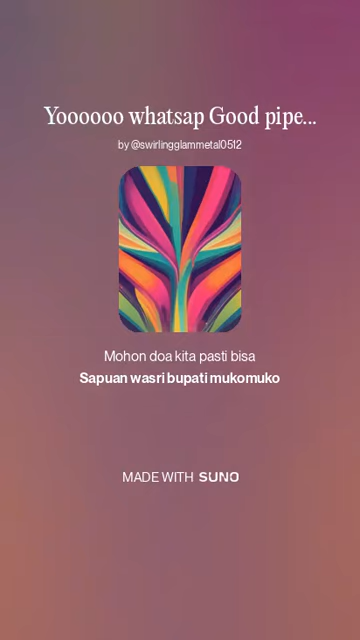 Yoooooo whatsap Good pipe...
by @swirlingglammetal0512
Mohon doa kita pasti bisa
Sapuan wasri bupati mukomuko
MADE WITH SUNO